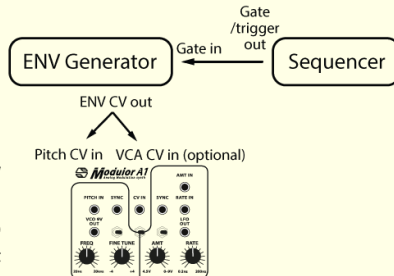 Gate
/trigger
out
Gate in
ENV Generator
Sequencer
ENV CV out
Pitch CV in VCA CV in (optional)
Modulor A1
AMT IN
PITCH IN SYNC CV IN SYNC RATE IN
VCO OUT
LFO OUT
FREQ FINE TUNE AMT RATE